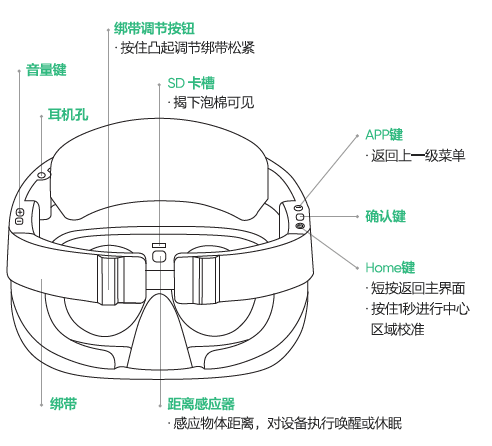 绑带调节按钮
·按住凸起调节绑带松紧
音量键
SD 卡槽
·揭下泡棉可见
耳机孔
APP键
·返回上一级菜单
确认键
Home键
·短按返回主界面
·按住1秒进行中心
区域校准
绑带
距离感应器
·感应物体距离，对设备执行唤醒或休眠